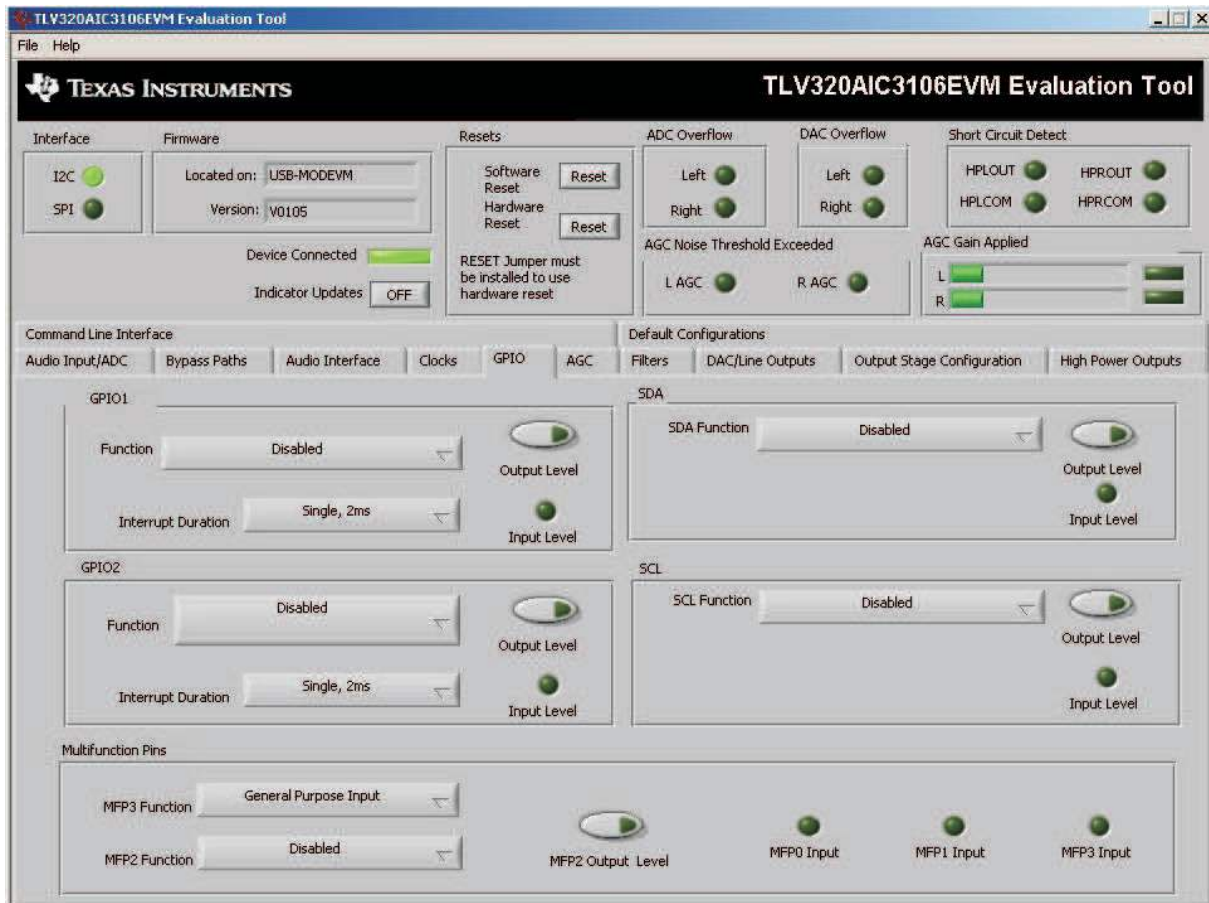 TLV320AIC3106EVM Evaluation Tool
File Help
TEXAS INSTRUMENTS
TLV320AIC3106EVM Evaluation Tool
Interface
I2C
SPI
Firmware
Located on: USB-MODEVM
Version: V0105
Device Connected
Indicator Updates OFF
Resets
Software Reset Reset
Hardware Reset Reset
RESET Jumper must
be installed to use
hardware reset
ADC Overflow
Left
Right
DAC Overflow
Left
Right
Short Circuit Detect
HPLOUT HPROUT
HPLCOM HPRCOM
AGC Noise Threshold Exceeded
L AGC R AGC
AGC Gain Applied
L
R
Command Line Interface Default Configurations
Audio Input/ADC Bypass Paths Audio Interface Clocks GPIO AGC Filters DAC/Line Outputs Output Stage Configuration High Power Outputs
GPIO1
Function Disabled
Output Level
Interrupt Duration Single, 2ms
Input Level
SDA
SDA Function Disabled
Output Level
Input Level
GPIO2
Function Disabled
Output Level
Interrupt Duration Single, 2ms
Input Level
SCL
SCL Function Disabled
Output Level
Input Level
Multifunction Pins
MFP3 Function General Purpose Input
MFP2 Function Disabled
MFP2 Output Level
MFP0 Input
MFP1 Input
MFP3 Input